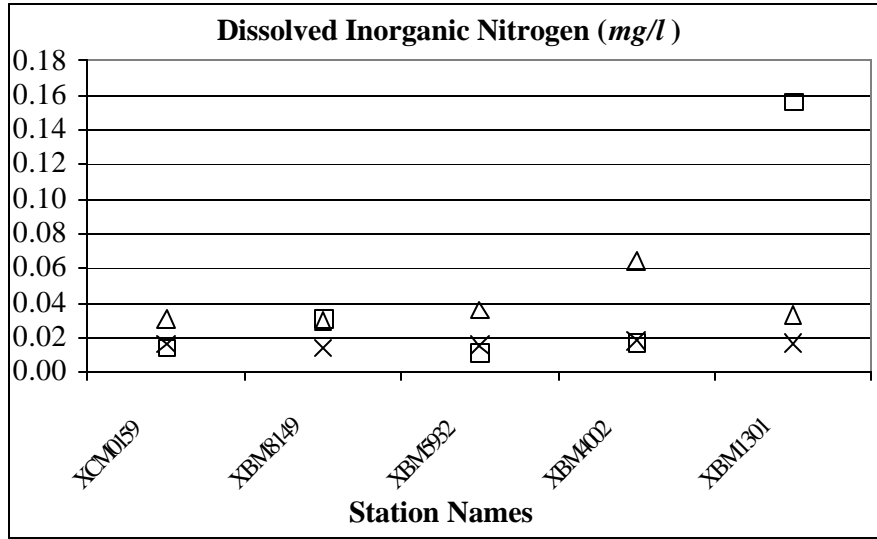 Dissolved Inorganic Nitrogen (mg/l )
0.18
0.16
0.14
0.12
0.10
0.08
0.06
0.04
0.02
0.00
XCM0159
XBM8149
XBM5932
XBM4002
XBM1301
Station Names